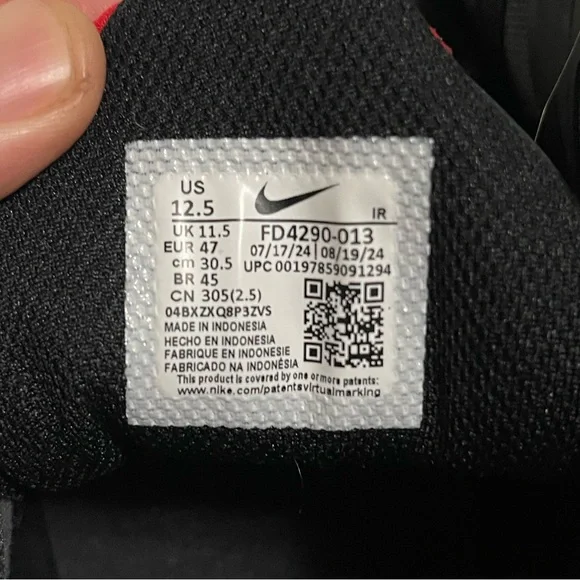 US
12.5
IR
UK 11.5
FD4290-013
EUR 47
07/17/24 | 08/19/24
cm 30.5
UPC 00197859091294
BR 45
CN 305(2.5)
04BXZXQ8P3ZVS
MADE IN INDONESIA
HECHO EN INDONESIA
FABRIQUE EN INDONESIE
FABRICADO NA INDONÉSIA
This product is covered by one or more patents:
www.nike.com/patentsvirtualmarking